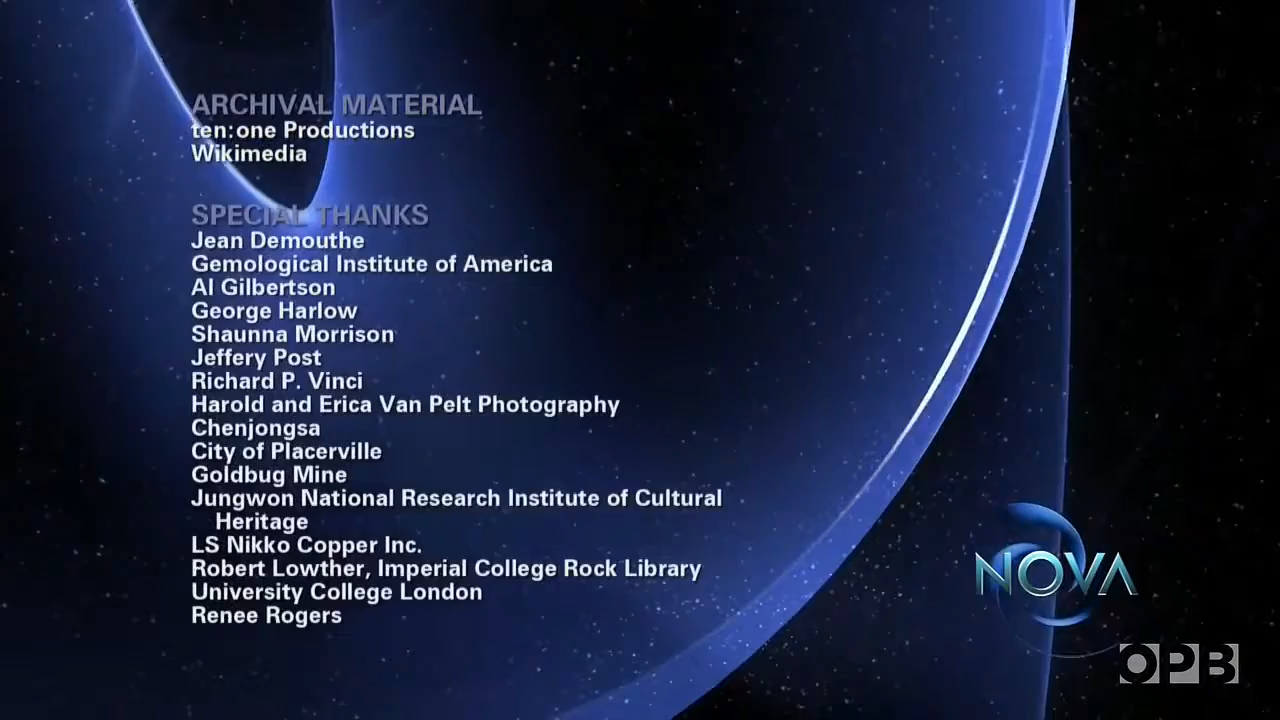 ARCHIVAL MATERIAL
ten:one Productions
Wikimedia
SPECIAL THANKS
Jean Demouthe
Gemological Institute of America
Al Gilbertson
George Harlow
Shaunna Morrison
Jeffery Post
Richard P. Vinci
Harold and Erica Van Pelt Photography
Chenjongsa
City of Placerville
Goldbug Mine
Jungwon National Research Institute of Cultural
Heritage
LS Nikko Copper Inc.
Robert Lowther, Imperial College Rock Library
University College London
Renee Rogers
NOVA
OPB